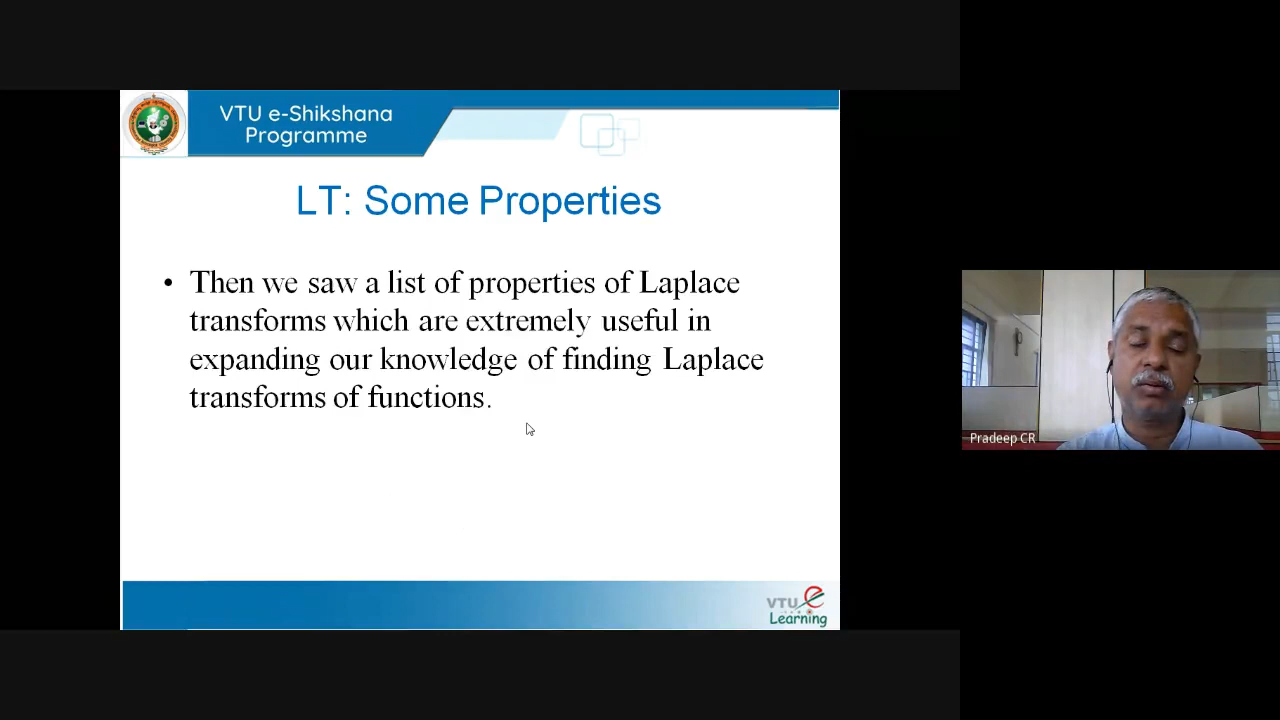 VTU e-Shikshana
Programme
LT: Some Properties
• Then we saw a list of properties of Laplace
transforms which are extremely useful in
expanding our knowledge of finding Laplace
transforms of functions.
Pradeep CR
VTU e
Learning